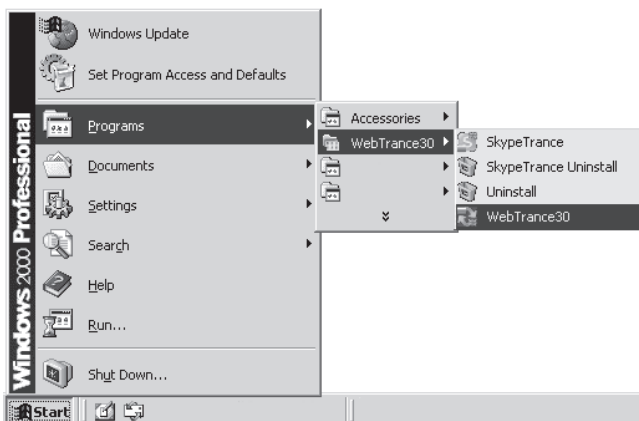 Windows Update
Set Program Access and Defaults
Programs
Documents
Settings
Search
Help
Run...
Shut Down...
Windows 2000 Professional
Accessories
WebTrance30
SkypeTrance
SkypeTrance Uninstall
Uninstall
WebTrance30
Start